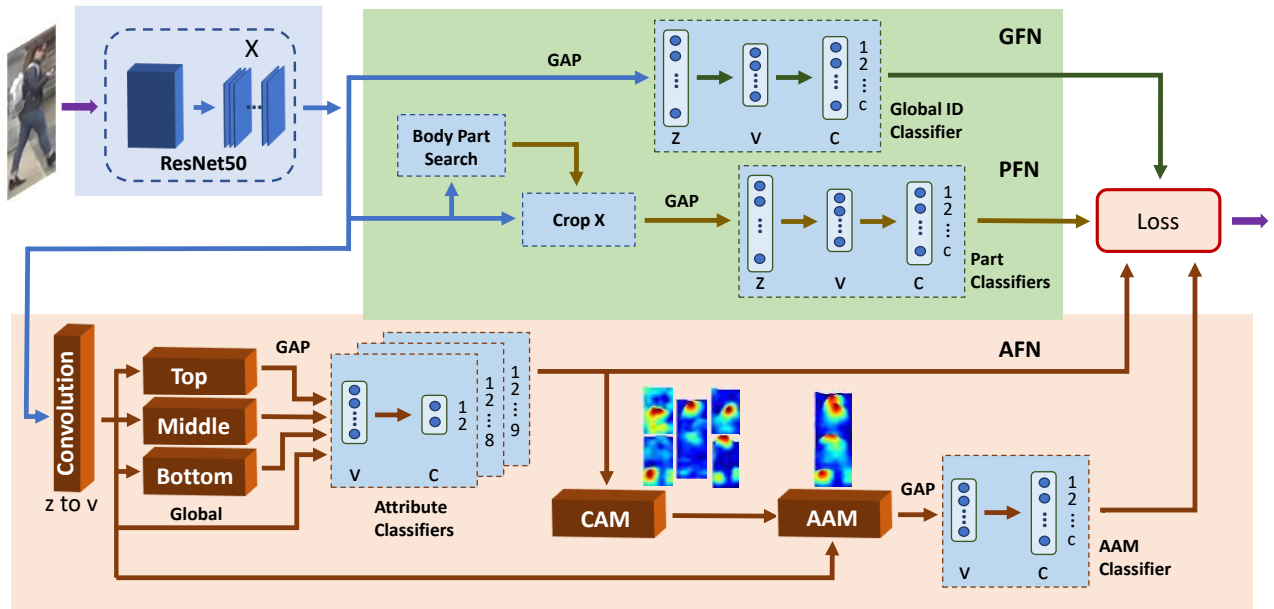 X
ResNet50
GAP
GFN
1
2
⋮
c
z
v
c
Global ID
Classifier
Body Part
Search
Crop X
GAP
PFN
1
2
⋮
c
z
v
c
Part
Classifiers
Loss
AFN
Convolution
z to v
Top
Middle
Bottom
Global
GAP
1
2
1
2
⋮
8
1
2
⋮
9
v
c
Attribute
Classifiers
CAM
AAM
GAP
1
2
⋮
c
v
c
AAM
Classifier